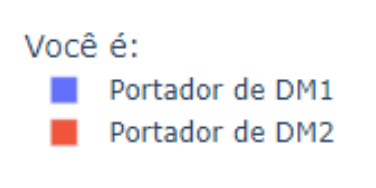 Você é:
Portador de DM1
Portador de DM2